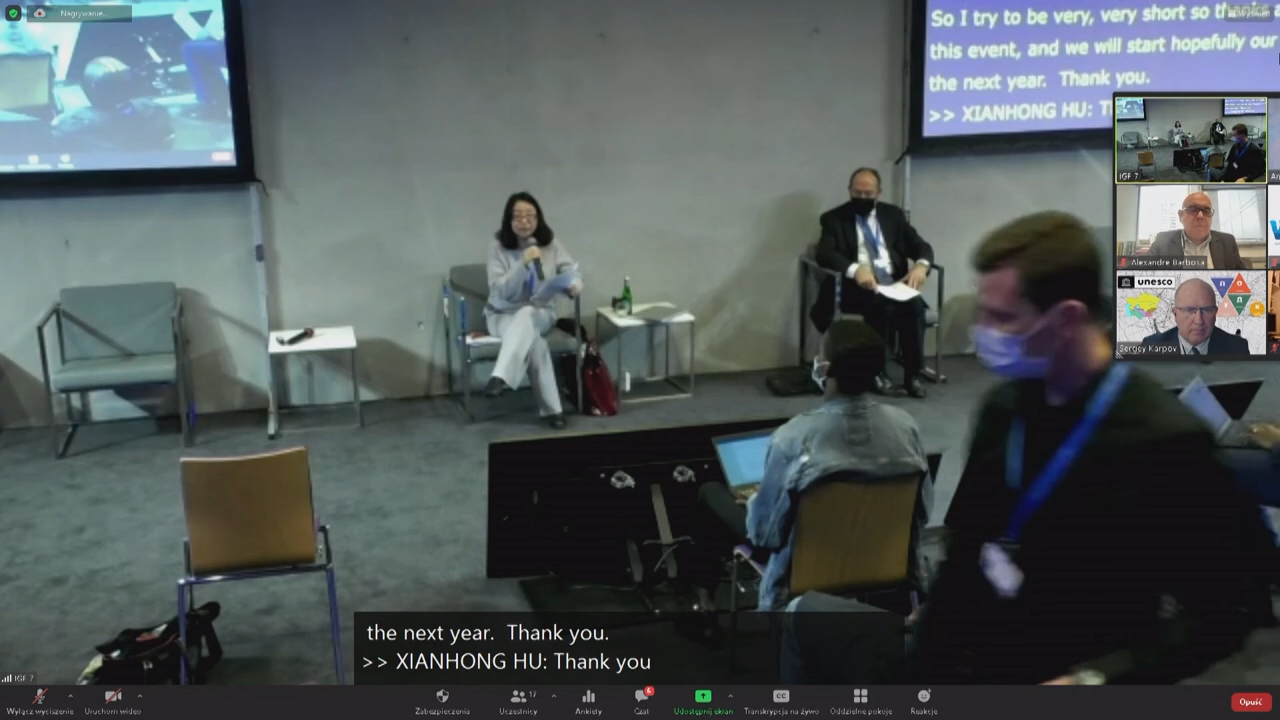 Nagrywanie...
So I try to be very, very short so thanks a
this event, and we will start hopefully our
the next year. Thank you.
>> XIANHONG HU: T
IGF 7
Alexandre Barbosa
unesco
Sergey Karpov
the next year. Thank you.
>> XIANHONG HU: Thank you
IGF 7
Wyłącz wyciszenie
Uruchom wideo
Zabezpieczenia
17
Uczestnicy
Ankiety
6
Czat
Udostępnij ekran
CC
Transkrypcja na żywo
Oddzielne pokoje
Reakcje
Opuść